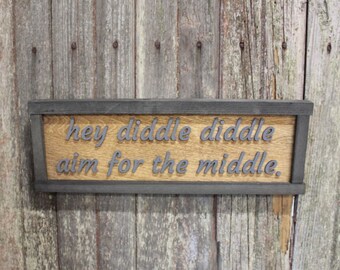 hey diddle diddle
aim for the middle.